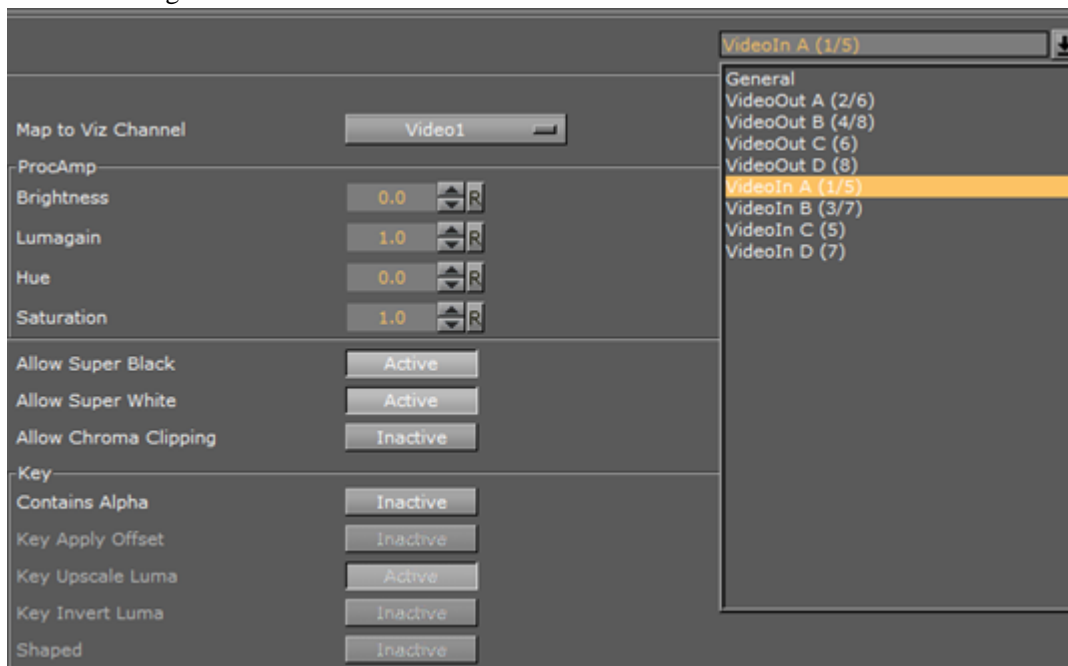 VideoIn A (1/5)
General
VideoOut A (2/6)
VideoOut B (4/8)
VideoOut C (6)
VideoOut D (8)
VideoIn A (1/5)
VideoIn B (3/7)
VideoIn C (5)
VideoIn D (7)
Map to Viz Channel Video1
ProcAmp
Brightness 0.0 R
Lumagain 1.0 R
Hue 0.0 R
Saturation 1.0 R
Allow Super Black Active
Allow Super White Active
Allow Chroma Clipping Inactive
Key
Contains Alpha Inactive
Key Apply Offset Inactive
Key Upscale Luma Active
Key Invert Luma Inactive
Shaped Inactive